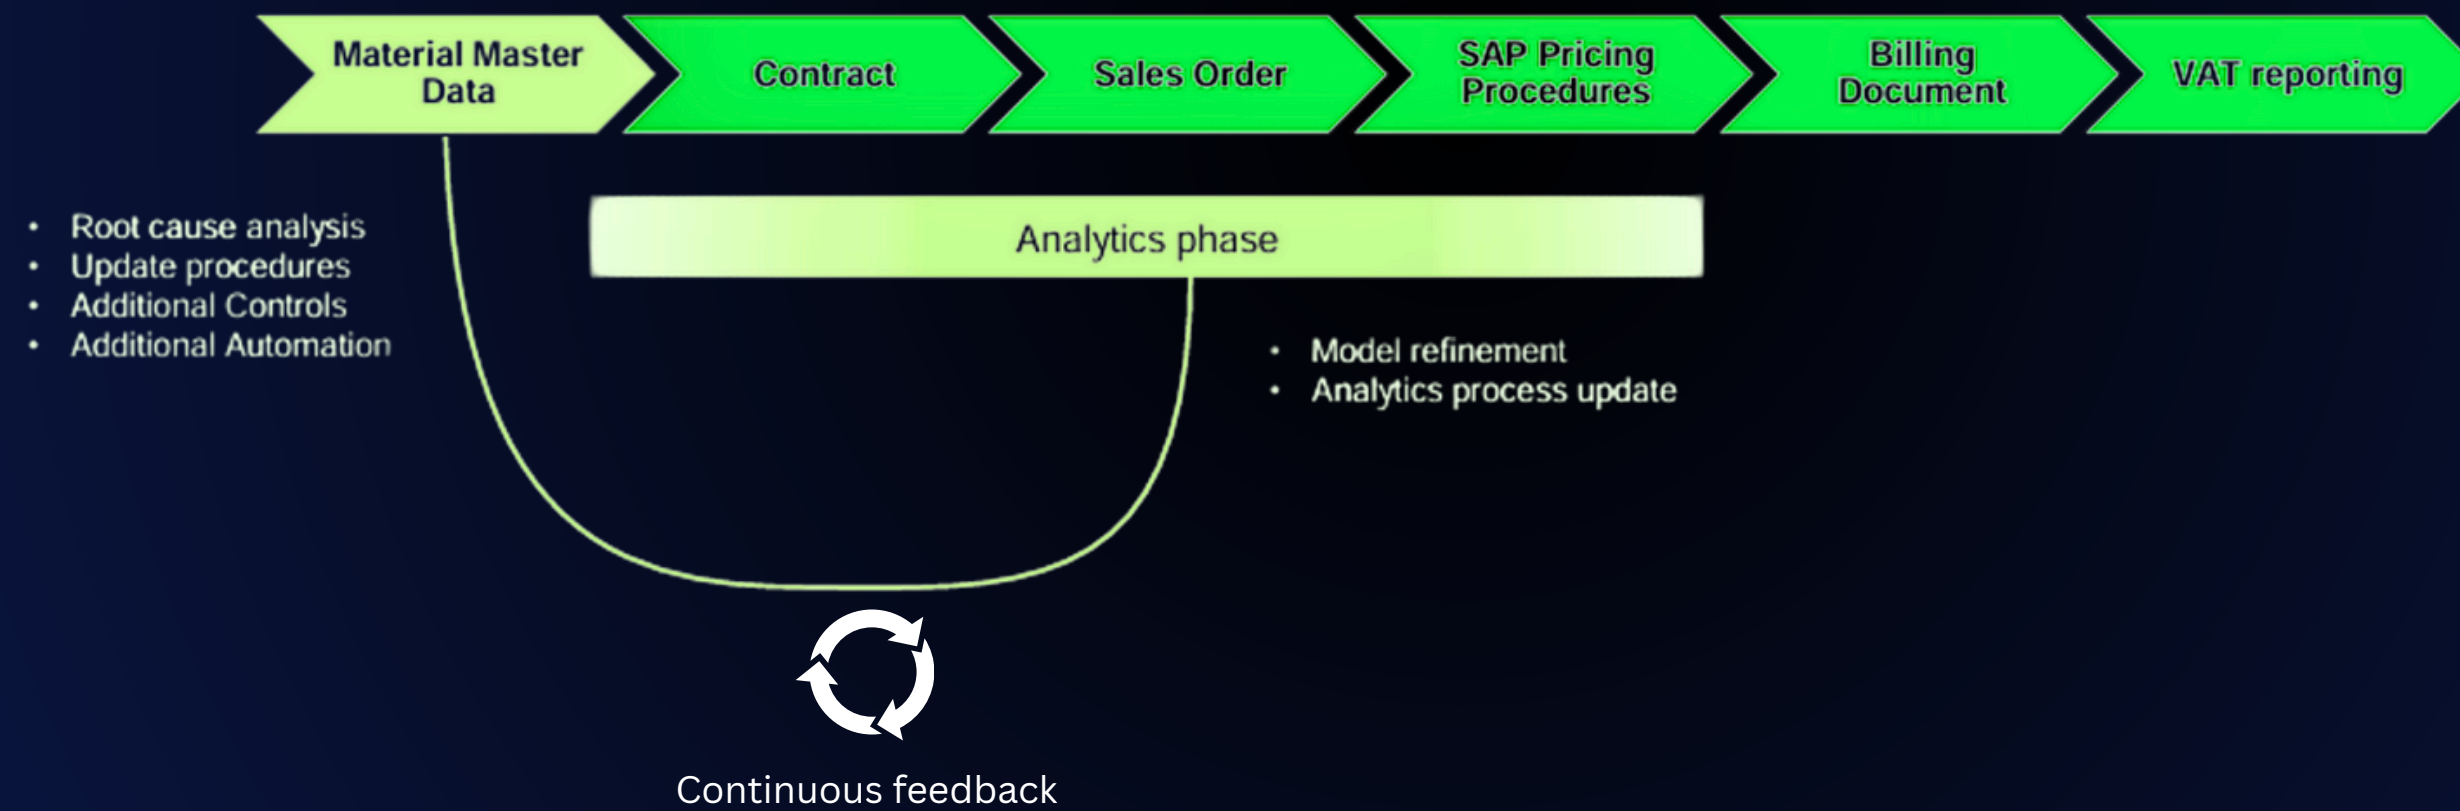 Material Master
Data
Contract
Sales Order
SAP Pricing
Procedures
Billing
Document
VAT reporting
• Root cause analysis
• Update procedures
• Additional Controls
• Additional Automation
Analytics phase
• Model refinement
• Analytics process update
Continuous feedback